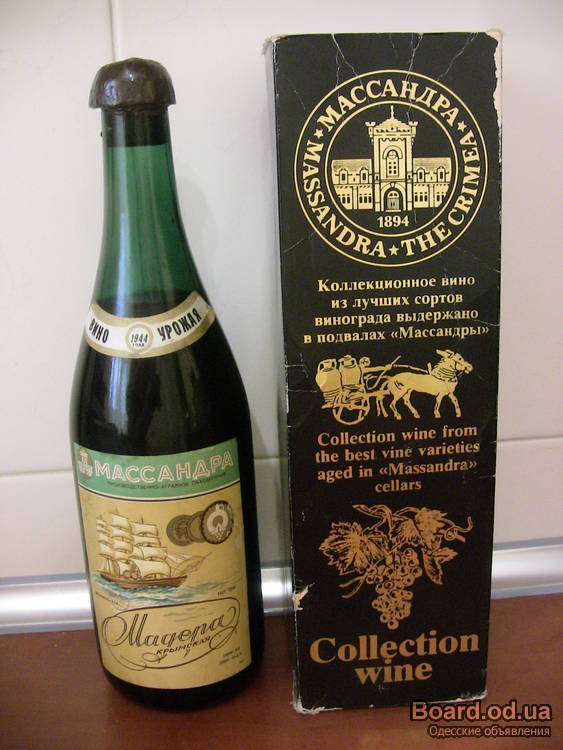 ВИНО 1944 УРОЖАЯ
ГОДА
МАССАНДРА
Мадера
КРЫМСКАЯ
МАССАНДРА
MASSANDRA ★ THE CRIMEA
1894
Коллекционное вино
из лучших сортов
винограда выдержано
в подвалах «Массандры»
Collection wine from
the best vine varieties
aged in «Massandra»
cellars
Collection
wine
Board.od.ua
Одесские объявления